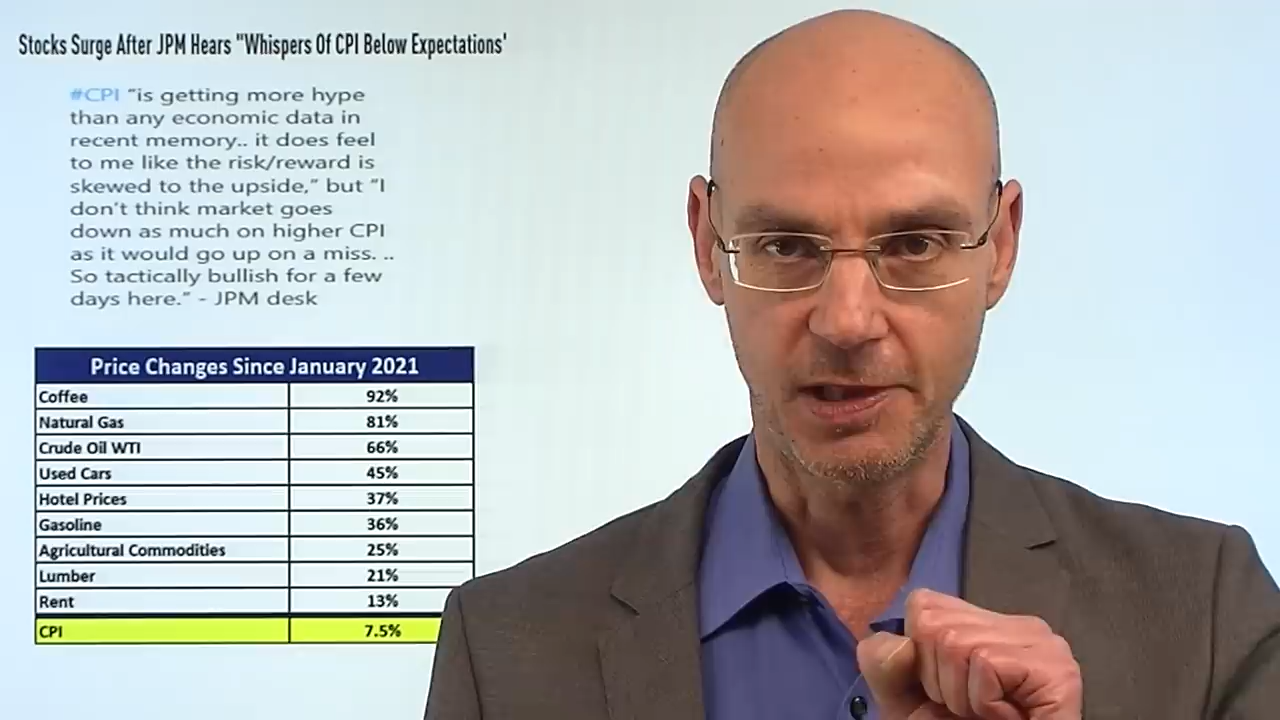 Stocks Surge After JPM Hears "Whispers Of CPI Below Expectations'
#CPI “is getting more hype
than any economic data in
recent memory.. it does feel
to me like the risk/reward is
skewed to the upside,” but “I
don’t think market goes
down as much on higher CPI
as it would go up on a miss. ..
So tactically bullish for a few
days here.” - JPM desk
Price Changes Since January 2021
Coffee 92%
Natural Gas 81%
Crude Oil WTI 66%
Used Cars 45%
Hotel Prices 37%
Gasoline 36%
Agricultural Commodities 25%
Lumber 21%
Rent 13%
CPI 7.5%